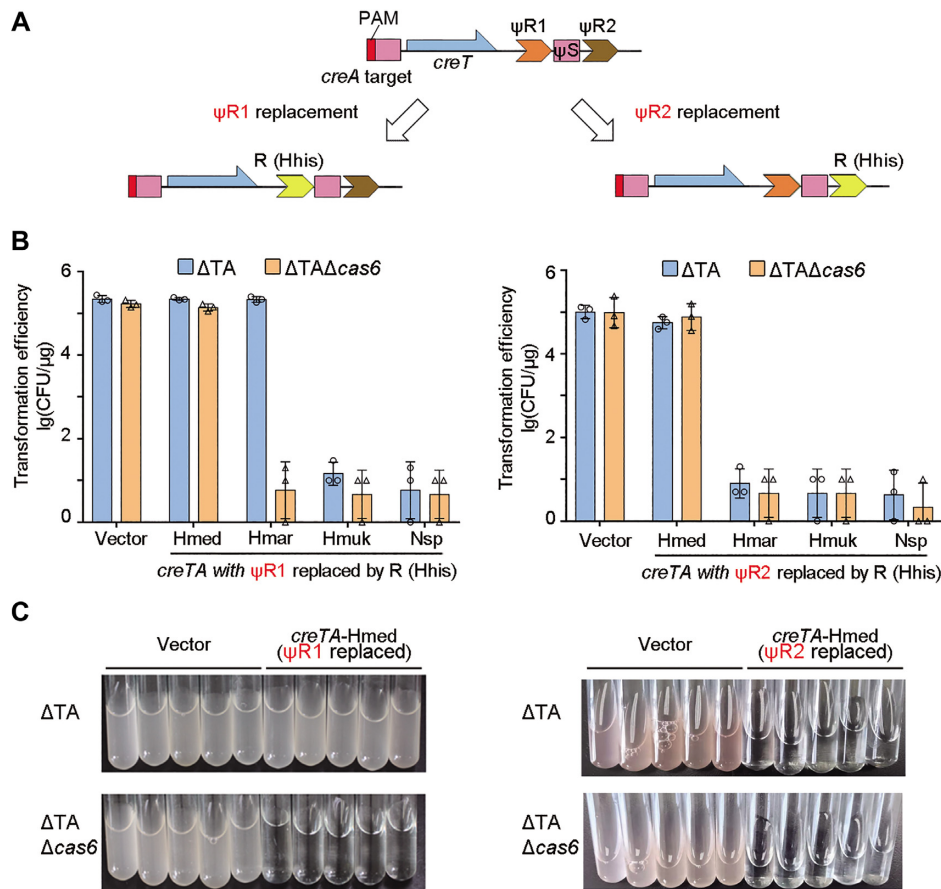 A
PAM
ψR1
ψR2
ψS
creT
creA target
ψR1 replacement
ψR2 replacement
R (Hhis)
R (Hhis)
B
6
ΔTA
ΔTAΔcas6
4
2
0
Transformation efficiency
lg(CFU/μg)
Vector
Hmed
Hmar
Hmuk
Nsp
creTA with ψR1 replaced by R (Hhis)
6
ΔTA
ΔTAΔcas6
4
2
0
Transformation efficiency
lg(CFU/μg)
Vector
Hmed
Hmar
Hmuk
Nsp
creTA with ψR2 replaced by R (Hhis)
C
Vector
creTA-Hmed
(ψR1 replaced)
ΔTA
ΔTA
Δcas6
Vector
creTA-Hmed
(ψR2 replaced)
ΔTA
ΔTA
Δcas6